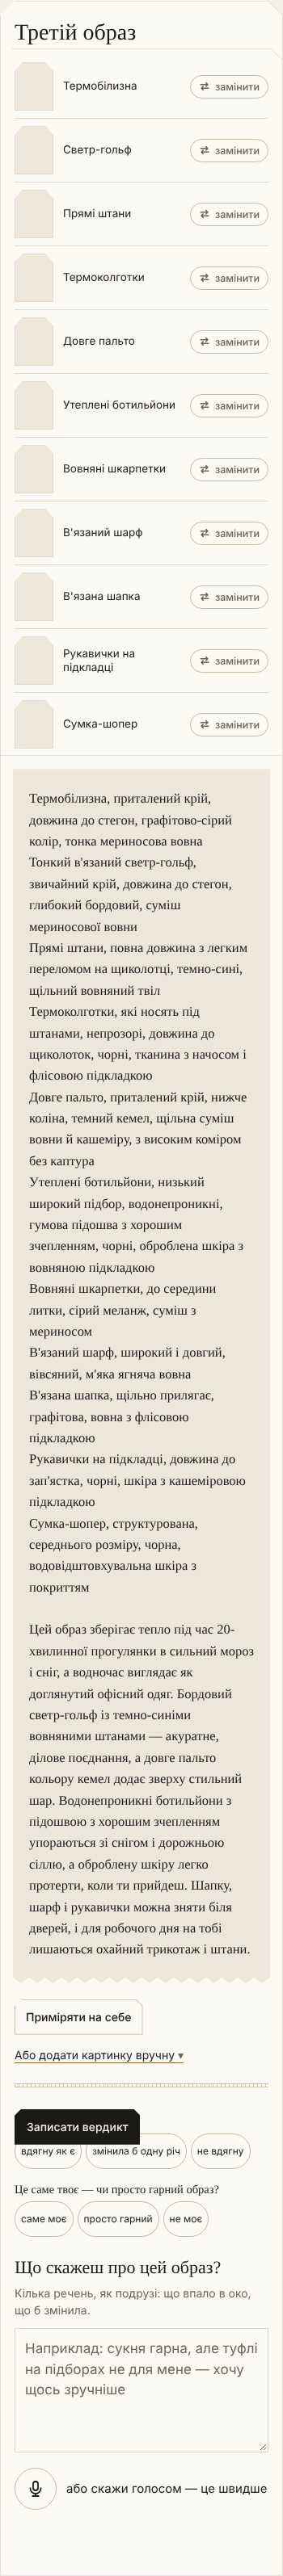 Третій образ
Термобілизна
замінити
Светр-гольф
замінити
Прямі штани
замінити
Термоколготки
замінити
Довге пальто
замінити
Утеплені ботильйони
замінити
Вовняні шкарпетки
замінити
В'язаний шарф
замінити
В'язана шапка
замінити
Рукавички на
підкладці
замінити
Сумка-шопер
замінити
Термобілизна, приталений крій,
довжина до стегон, графітово-сірий
колір, тонка мериносова вовна
Тонкий в'язаний светр-гольф,
звичайний крій, довжина до стегон,
глибокий бордовий, суміш
мериносової вовни
Прямі штани, повна довжина з легким
переломом на щиколотці, темно-сині,
щільний вовняний твіл
Термоколготки, які носять під
штанами, непрозорі, довжина до
щиколоток, чорні, тканина з начосом і
флісовою підкладкою
Довге пальто, приталений крій, нижче
коліна, темний кемел, щільна суміш
вовни й кашеміру, з високим коміром
без каптура
Утеплені ботильйони, низький
широкий підбор, водонепроникні,
гумова підошва з хорошим
зчепленням, чорні, оброблена шкіра з
вовняною підкладкою
Вовняні шкарпетки, до середини
литки, сірий меланж, суміш з
мериносом
В'язаний шарф, широкий і довгий,
вівсяний, м'яка ягняча вовна
В'язана шапка, щільно прилягає,
графітова, вовна з флісовою
підкладкою
Рукавички на підкладці, довжина до
зап'ястка, чорні, шкіра з кашеміровою
підкладкою
Сумка-шопер, структурована,
середнього розміру, чорна,
водовідштовхувальна шкіра з
покриттям
Цей образ зберігає тепло під час 20-
хвилинної прогулянки в сильний мороз
і сніг, а водночас виглядає як
доглянутий офісний одяг. Бордовий
светр-гольф із темно-синіми
вовняними штанами — акуратне,
ділове поєднання, а довге пальто
кольору кемел додає зверху стильний
шар. Водонепроникні ботильйони з
підошвою з хорошим зчепленням
упораються зі снігом і дорожньою
сіллю, а оброблену шкіру легко
протерти, коли ти прийдеш. Шапку,
шарф і рукавички можна зняти біля
дверей, і для робочого дня на тобі
лишаються охайний трикотаж і штани.
Приміряти на себе
Або додати картинку вручну ▾
Записати вердикт
вдягну як є
змінила б одну річ
не вдягну
Це саме твоє — чи просто гарний образ?
саме моє
просто гарний
не моє
Що скажеш про цей образ?
Кілька речень, як подрузі: що впало в око,
що б змінила.
Наприклад: сукня гарна, але туфлі
на підборах не для мене — хочу
щось зручніше
або скажи голосом — це швидше